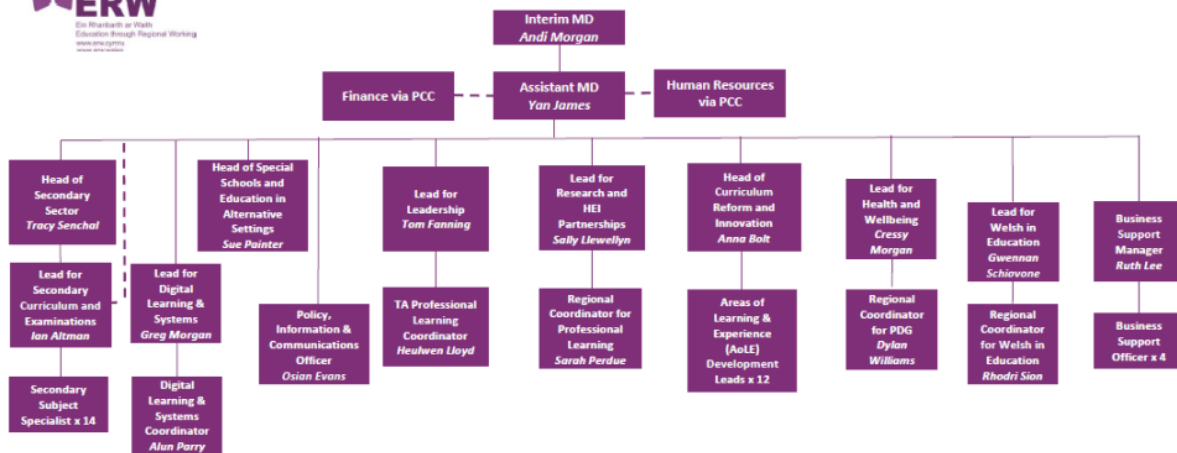 ERW
Ein Rhanbarth ar Waith
Education through Regional Working
www.erw.cymru
www.erw.wales
Interim MD
Andi Morgan
Finance via PCC
Assistant MD
Yan James
Human Resources
via PCC
Head of
Secondary
Sector
Tracy Senchal
Lead for
Secondary
Curriculum and
Examinations
Ian Altman
Secondary
Subject
Specialist x 14
Lead for
Digital
Learning &
Systems
Greg Morgan
Digital
Learning &
Systems
Coordinator
Alun Parry
Head of Special
Schools and
Education in
Alternative
Settings
Sue Painter
Policy,
Information &
Communications
Officer
Osian Evans
Lead for
Leadership
Tom Fanning
TA Professional
Learning
Coordinator
Heulwen Lloyd
Lead for
Research and
HEI
Partnerships
Sally Llewellyn
Regional
Coordinator for
Professional
Learning
Sarah Perdue
Head of
Curriculum
Reform and
Innovation
Anna Bolt
Areas of
Learning &
Experience
(AoLE)
Development
Leads x 12
Lead for
Health and
Wellbeing
Cressy
Morgan
Regional
Coordinator
for PDG
Dylan
Williams
Lead for
Welsh in
Education
Gwennan
Schiavone
Regional
Coordinator
for Welsh in
Education
Rhodri Sion
Business
Support
Manager
Ruth Lee
Business
Support
Officer x 4